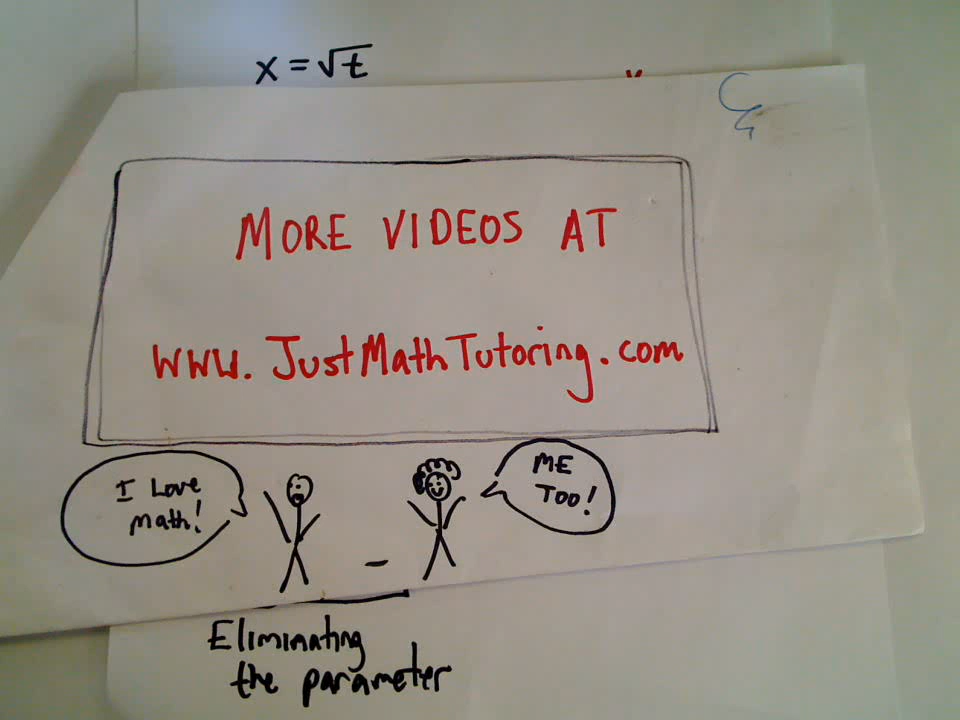 x = √t
MORE VIDEOS AT
www.JustMathTutoring.com
I Love
Math!
ME
TOO!
Eliminating
the parameter